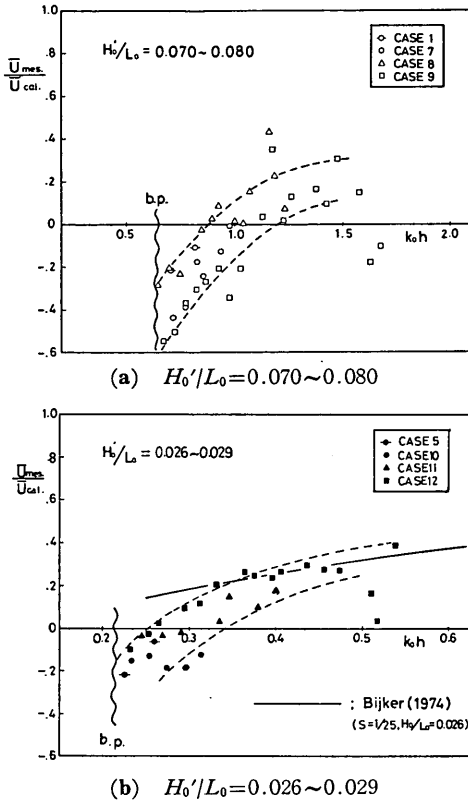 1.0
.8
.6
.4
.2
0
-.2
-.4
-.6
U̅mes.
U̅cal.
H₀'/L₀ = 0.070~0.080
CASE 1
CASE 7
CASE 8
CASE 9
b.p.
0.5
1.0
1.5
k₀h
2.0
(a) H₀'/L₀=0.070~0.080
1.0
.8
.6
.4
.2
0
-.2
-.4
-.6
U̅mes.
U̅cal.
H₀'/L₀ = 0.026~0.029
CASE 5
CASE10
CASE11
CASE12
0.2
0.3
0.4
0.5
k₀h
0.6
b.p.
; Bijker (1974)
(S=1/25, H₀/L₀=0.026)
(b) H₀'/L₀=0.026~0.029